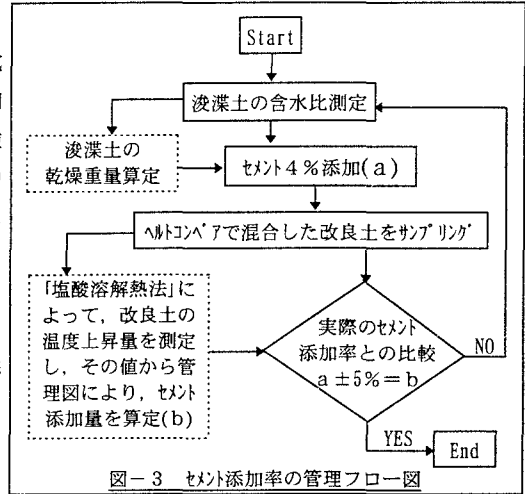 Start
浚渫土の含水比測定
浚渫土の
乾燥重量算定
セメント4%添加(a)
ベルトコンベアで混合した改良土をサンプリング
「塩酸溶解熱法」に
よって，改良土の
温度上昇量を測定
し，その値から管
理図により，セメント
添加量を算定(b)
実際のセメント
添加率との比較
a±5%=b
NO
YES
End
図－3 セメント添加率の管理フロー図